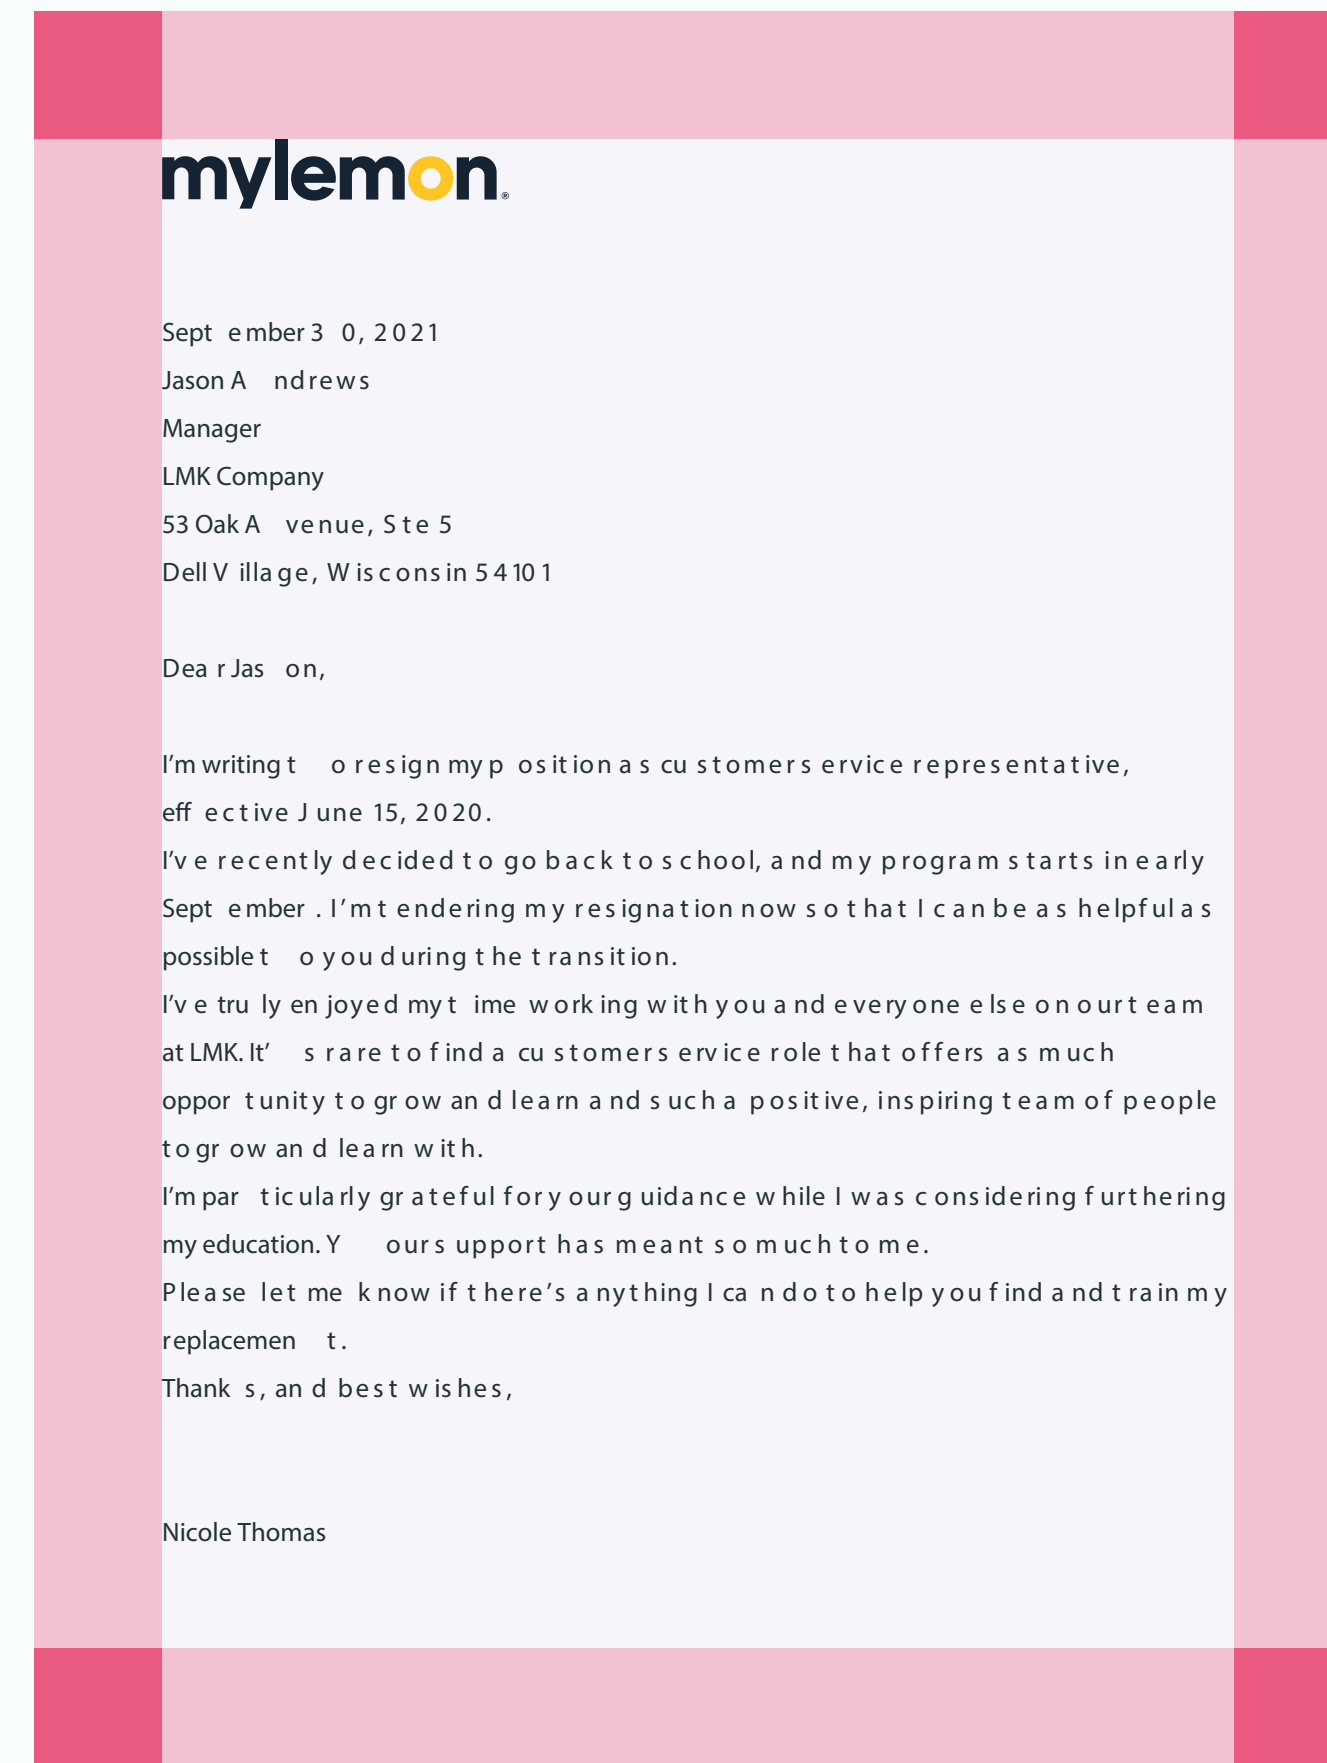 mylemon®
September 30, 2021
Jason Andrews
Manager
LMK Company
53 Oak Avenue, Ste 5
Dell Village, Wisconsin 54101
Dear Jason,
I’m writing to resign my position as customer service representative,
effective June 15, 2020.
I’ve recently decided to go back to school, and my program starts in early
September. I’m tendering my resignation now so that I can be as helpful as
possible to you during the transition.
I’ve truly enjoyed my time working with you and everyone else on our team
at LMK. It’s rare to find a customer service role that offers as much
opportunity to grow and learn and such a positive, inspiring team of people
to grow and learn with.
I’m particularly grateful for your guidance while I was considering furthering
my education. Your support has meant so much to me.
Please let me know if there’s anything I can do to help you find and train my
replacement.
Thanks, and best wishes,
Nicole Thomas